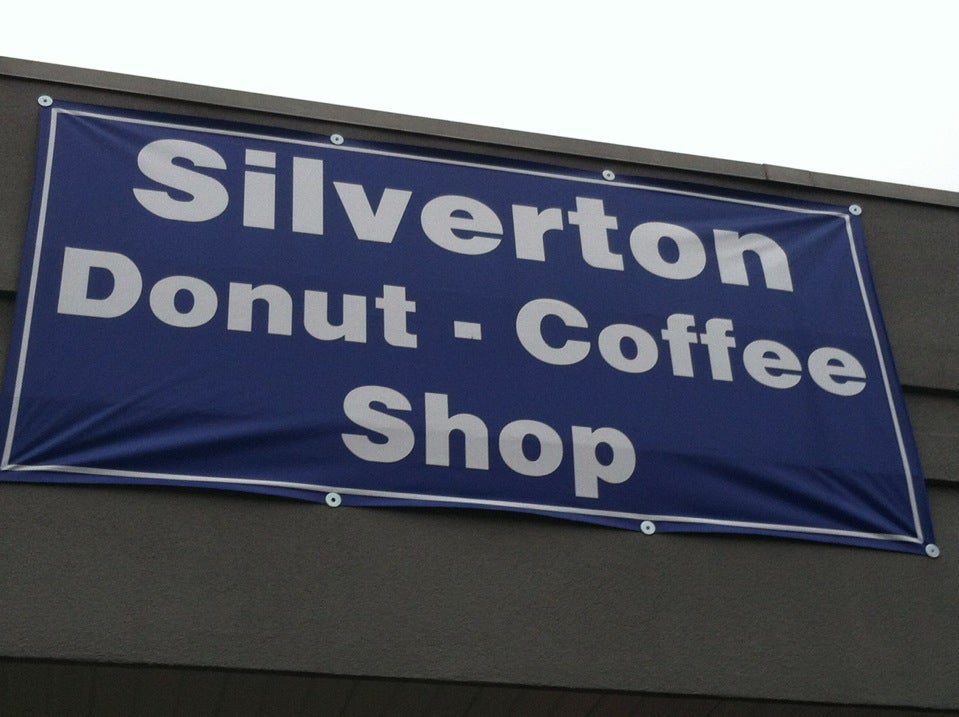 Silverton
Donut - Coffee
Shop